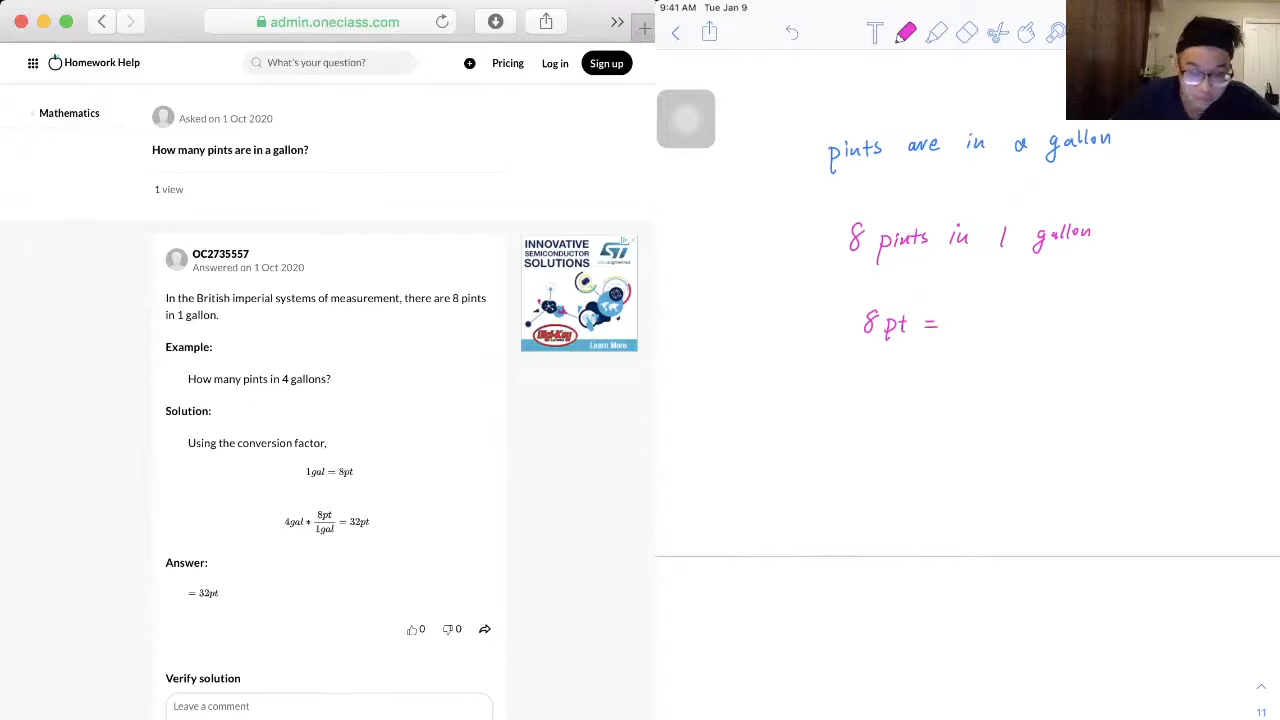 admin.oneclass.com
Homework Help
What's your question?
Pricing
Log in
Sign up
Mathematics
Asked on 1 Oct 2020
How many pints are in a gallon?
1 view
OC2735557
Answered on 1 Oct 2020
In the British imperial systems of measurement, there are 8 pints
in 1 gallon.
Example:
How many pints in 4 gallons?
Solution:
Using the conversion factor,
1gal = 8pt
4gal * 8pt/1gal = 32pt
Answer:
= 32pt
0
0
Verify solution
Leave a comment
INNOVATIVE
SEMICONDUCTOR
SOLUTIONS
ST
Digi-Key
Learn More
9:41 AM Tue Jan 9
T
pints are in a gallon
8 pints in 1 gallon
8 pt =
11